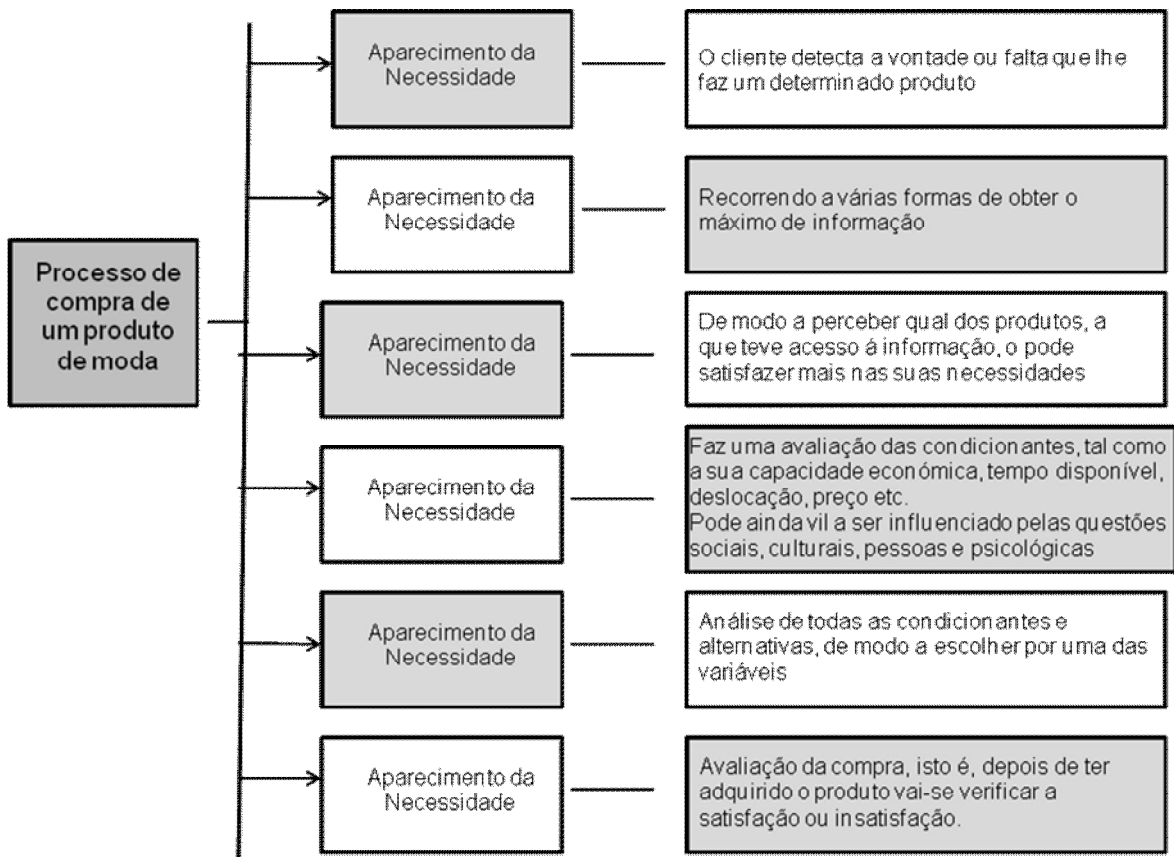 Aparecimento da
Necessidade
O cliente detecta a vontade ou falta que lhe
faz um determinado produto
Aparecimento da
Necessidade
Recorrendo a várias formas de obter o
máximo de informação
Processo de
compra de
um produto
de moda
Aparecimento da
Necessidade
De modo a perceber qual dos produtos, a
que teve acesso á informação, o pode
satisfazer mais nas suas necessidades
Aparecimento da
Necessidade
Faz uma avaliação das condicionantes, tal como
a sua capacidade económica, tempo disponível,
deslocação, preço etc.
Pode ainda vil a ser influenciado pelas questões
sociais, culturais, pessoas e psicológicas
Aparecimento da
Necessidade
Análise de todas as condicionantes e
alternativas, de modo a escolher por uma das
variáveis
Aparecimento da
Necessidade
Avaliação da compra, isto é, depois de ter
adquirido o produto vai-se verificar a
satisfação ou insatisfação.